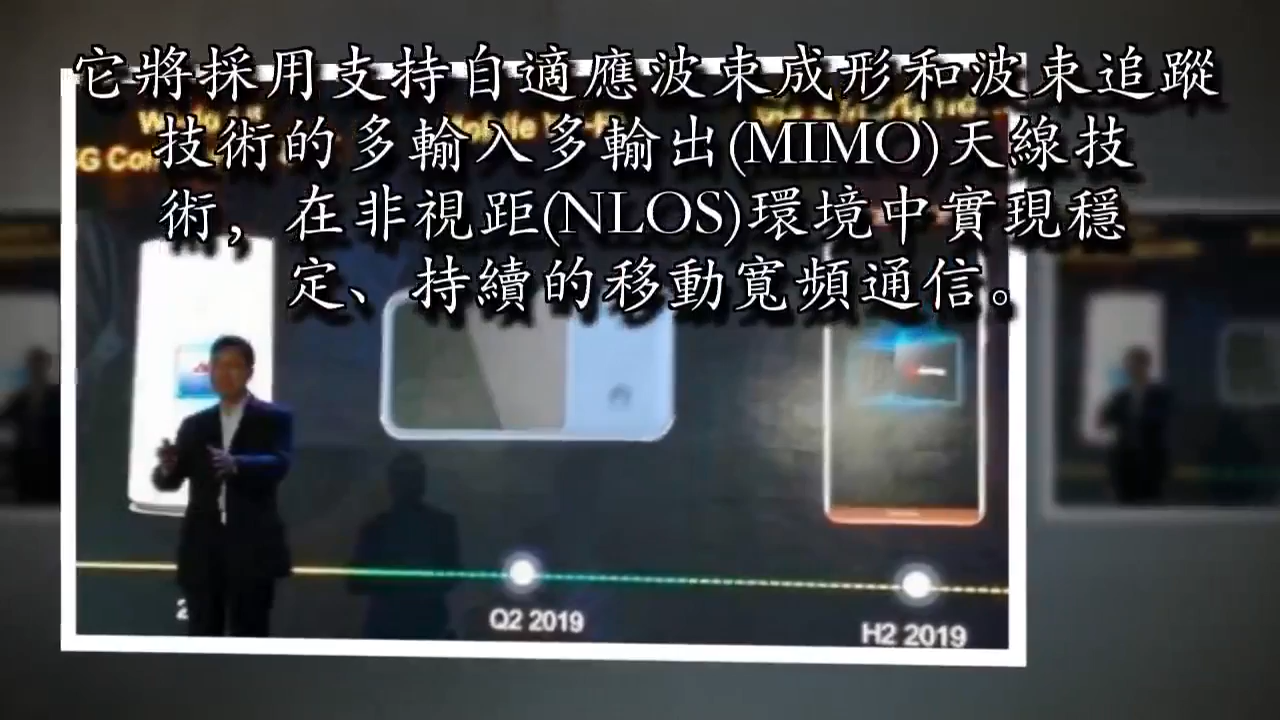 它將採用支持自適應波束成形和波束追蹤
技術的多輸入多輸出(MIMO)天線技
術，在非視距(NLOS)環境中實現穩
定、持續的移動寬頻通信。
Q2 2019
H2 2019